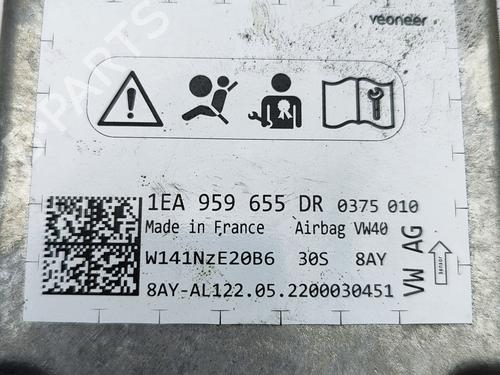 veoneer
1EA 959 655 DR 0375 010
Made in France Airbag VW40
W141NzE20B6 30S 8AY
8AY-AL122.05.2200030451
VW AG
Sensor